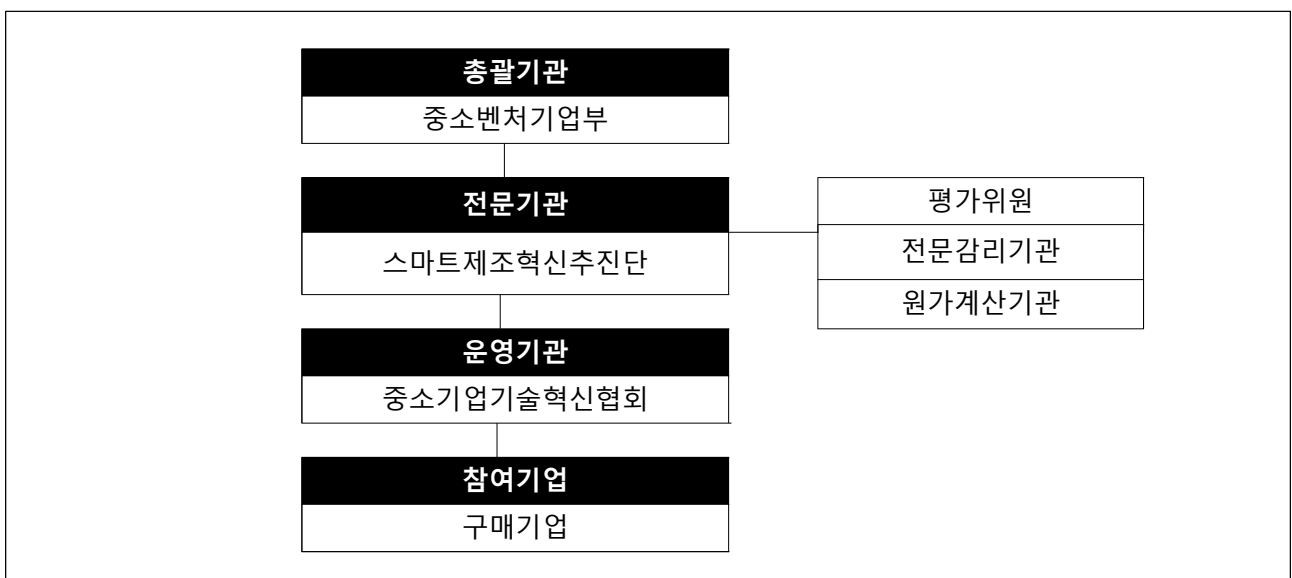 총괄기관
중소벤처기업부
전문기관
스마트제조혁신추진단
평가위원
전문감리기관
원가계산기관
운영기관
중소기업기술혁신협회
참여기업
구매기업